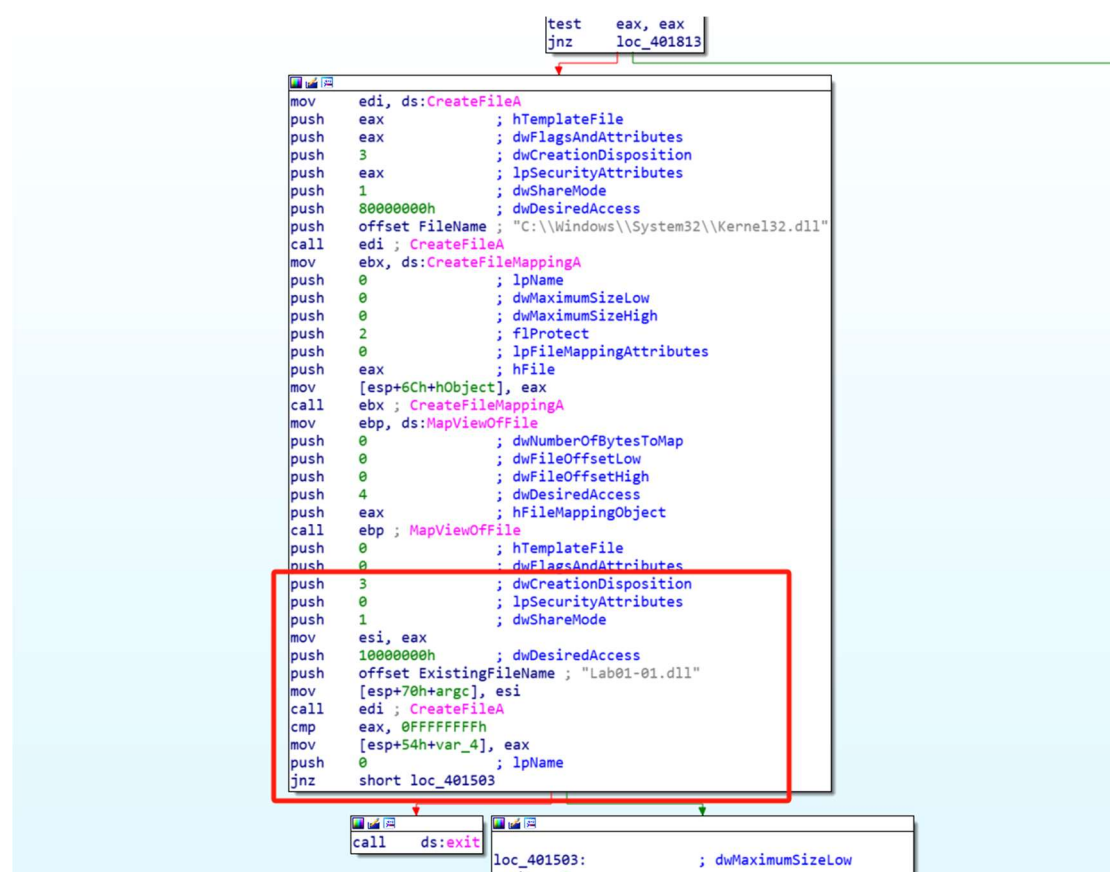 test eax, eax
jnz loc_401813
mov edi, ds:CreateFileA
push eax ; hTemplateFile
push eax ; dwFlagsAndAttributes
push 3 ; dwCreationDisposition
push eax ; lpSecurityAttributes
push 1 ; dwShareMode
push 80000000h ; dwDesiredAccess
push offset FileName ; "C:\\Windows\\System32\\Kernel32.dll"
call edi ; CreateFileA
mov ebx, ds:CreateFileMappingA
push 0 ; lpName
push 0 ; dwMaximumSizeLow
push 0 ; dwMaximumSizeHigh
push 2 ; flProtect
push 0 ; lpFileMappingAttributes
push eax ; hFile
mov [esp+6Ch+hObject], eax
call ebx ; CreateFileMappingA
mov ebp, ds:MapViewOfFile
push 0 ; dwNumberOfBytesToMap
push 0 ; dwFileOffsetLow
push 0 ; dwFileOffsetHigh
push 4 ; dwDesiredAccess
push eax ; hFileMappingObject
call ebp ; MapViewOfFile
push 0 ; hTemplateFile
push 0 ; dwFlagsAndAttributes
push 3 ; dwCreationDisposition
push 0 ; lpSecurityAttributes
push 1 ; dwShareMode
mov esi, eax
push 10000000h ; dwDesiredAccess
push offset ExistingFileName ; "Lab01-01.dll"
mov [esp+70h+argc], esi
call edi ; CreateFileA
cmp eax, 0FFFFFFFFh
mov [esp+54h+var_4], eax
push 0 ; lpName
jnz short loc_401503
call ds:exit
loc_401503: ; dwMaximumSizeLow